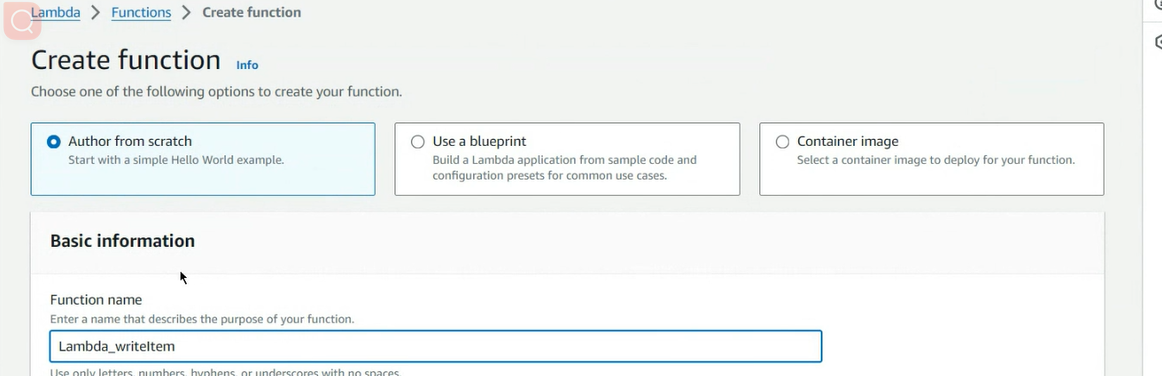 Lambda > Functions > Create function
Create function Info
Choose one of the following options to create your function.
Author from scratch
Start with a simple Hello World example.
Use a blueprint
Build a Lambda application from sample code and
configuration presets for common use cases.
Container image
Select a container image to deploy for your function.
Basic information
Function name
Enter a name that describes the purpose of your function.
Lambda_writeItem
Use only letters, numbers, hyphens, or underscores with no spaces.